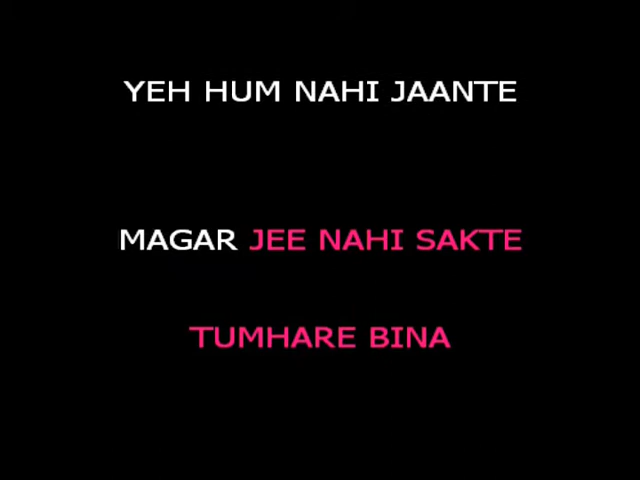 YEH HUM NAHI JAANTE
MAGAR JEE NAHI SAKTE
TUMHARE BINA